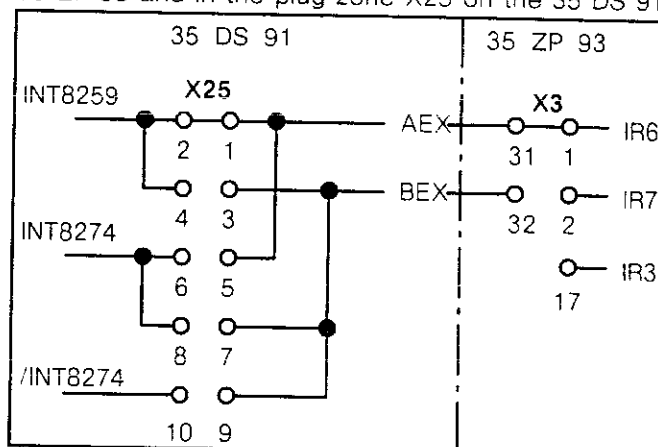 35 DS 91
35 ZP 93
INT8259
X25
AEX
X3
IR6
2 1
31 1
BEX
IR7
4 3
32 2
INT8274
IR3
6 5
17
8 7
/INT8274
10 9